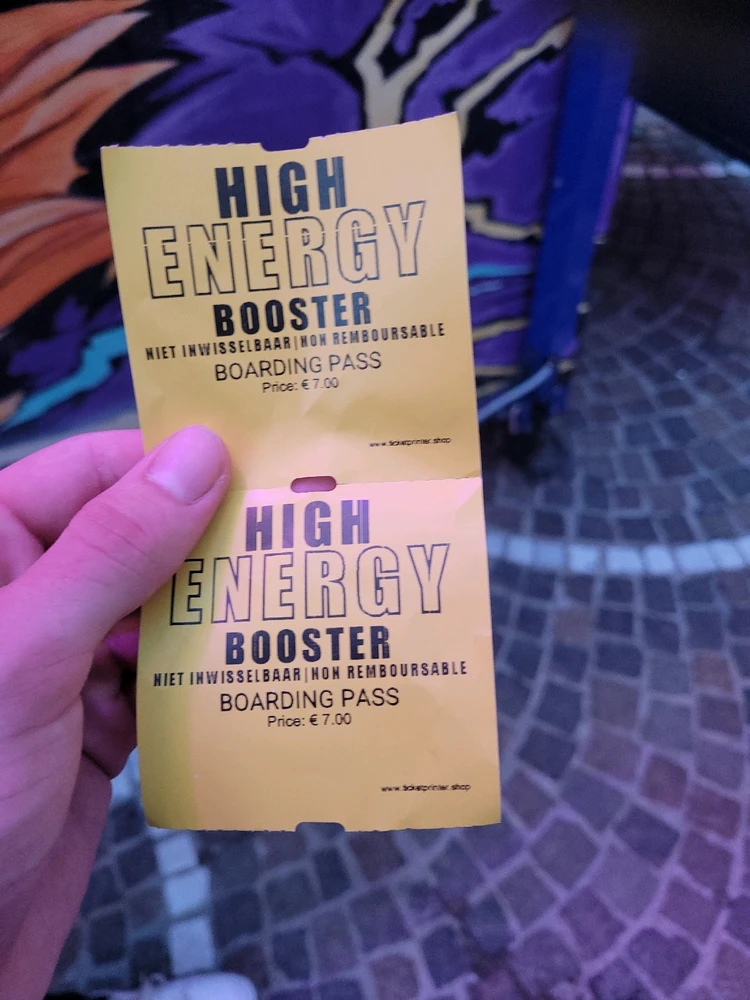 HIGH
ENERGY
BOOSTER
NIET INWISSELBAAR|NON REMBOURSABLE
BOARDING PASS
Price: € 7.00
www.ticketprinter.shop
HIGH
ENERGY
BOOSTER
NIET INWISSELBAAR|NON REMBOURSABLE
BOARDING PASS
Price: € 7.00
www.ticketprinter.shop